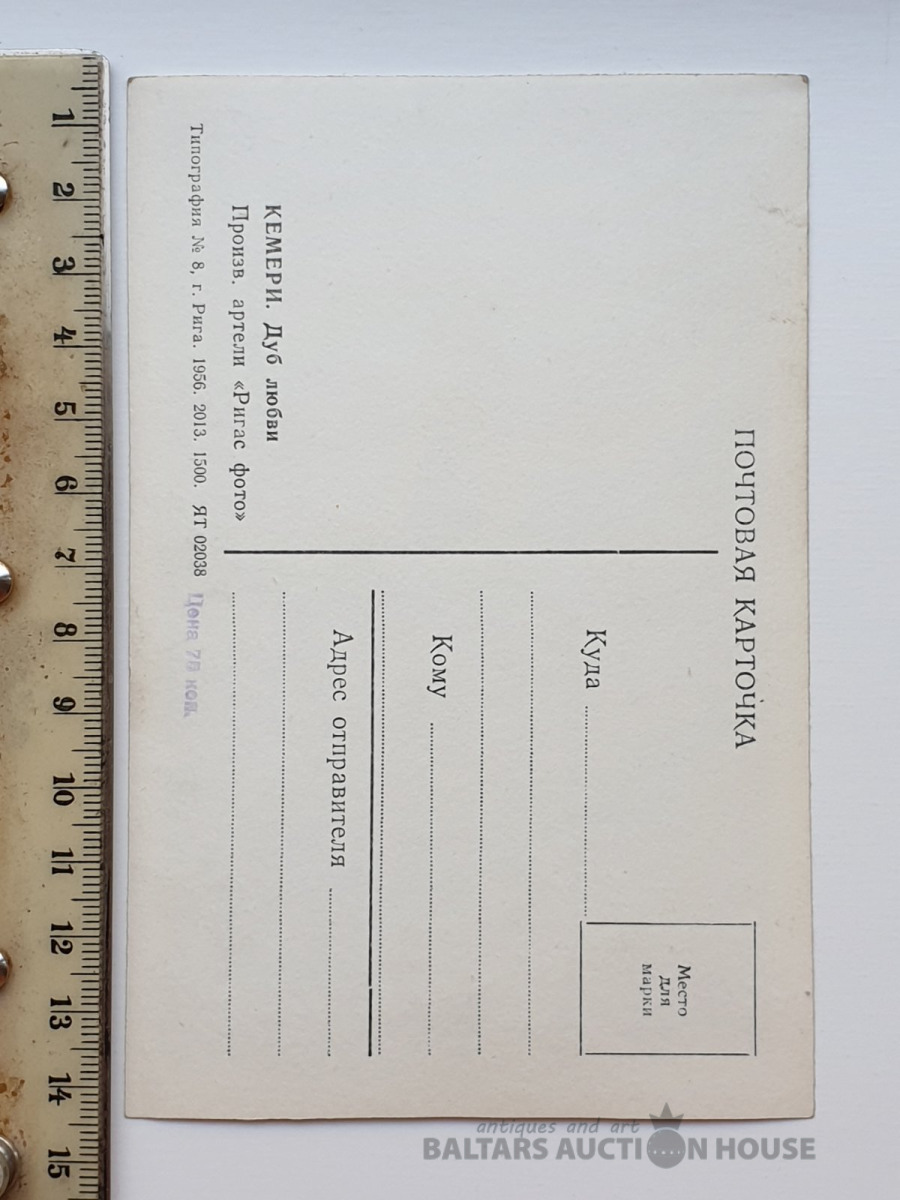 ПОЧТОВАЯ КАРТОЧКА
Место
для
марки
Куда
Кому
Адрес отправителя
КЕМЕРИ. Дуб любви
Произв. артели «Ригас фото»
Типография № 8, г. Рига. 1956. 2013. 1500. ЯТ 02038
Цена 75 коп.
1 2 3 4 5 6 7 8 9 10 11 12 13 14 15
antiques and art
BALTARS AUCTION HOUSE